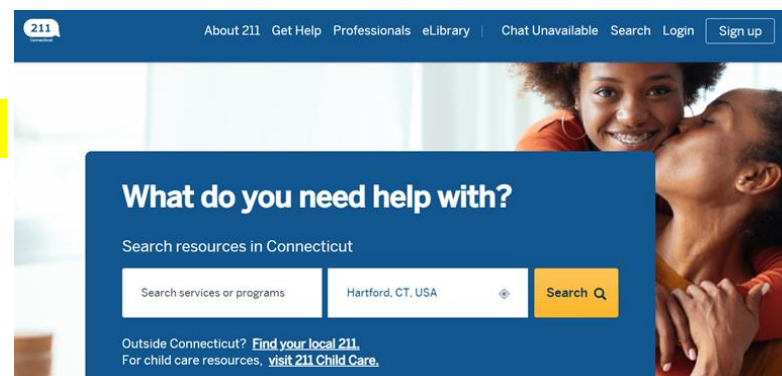 211
About 211 Get Help Professionals eLibrary | Chat Unavailable Search Login Sign up
What do you need help with?
Search resources in Connecticut
Search services or programs Hartford, CT, USA Search
Outside Connecticut? Find your local 211.
For child care resources, visit 211 Child Care.